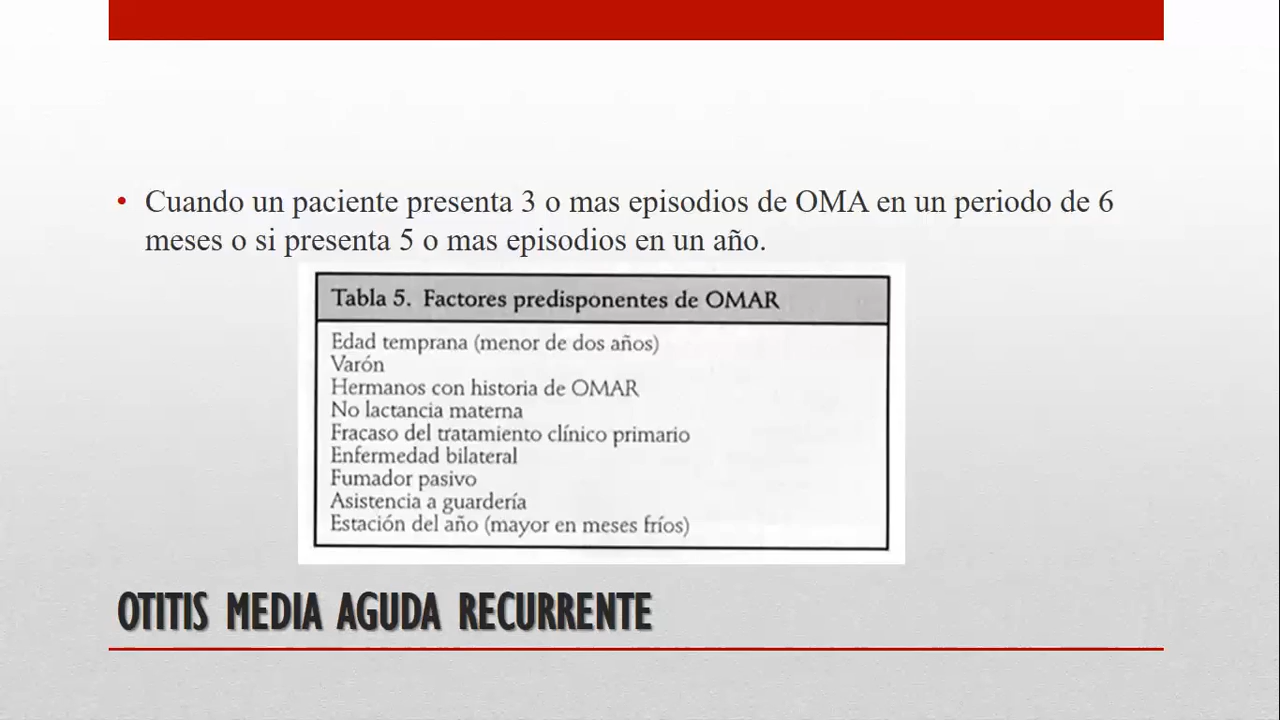 • Cuando un paciente presenta 3 o mas episodios de OMA en un periodo de 6
meses o si presenta 5 o mas episodios en un año.
Tabla 5. Factores predisponentes de OMAR
Edad temprana (menor de dos años)
Varón
Hermanos con historia de OMAR
No lactancia materna
Fracaso del tratamiento clínico primario
Enfermedad bilateral
Fumador pasivo
Asistencia a guardería
Estación del año (mayor en meses fríos)
OTITIS MEDIA AGUDA RECURRENTE